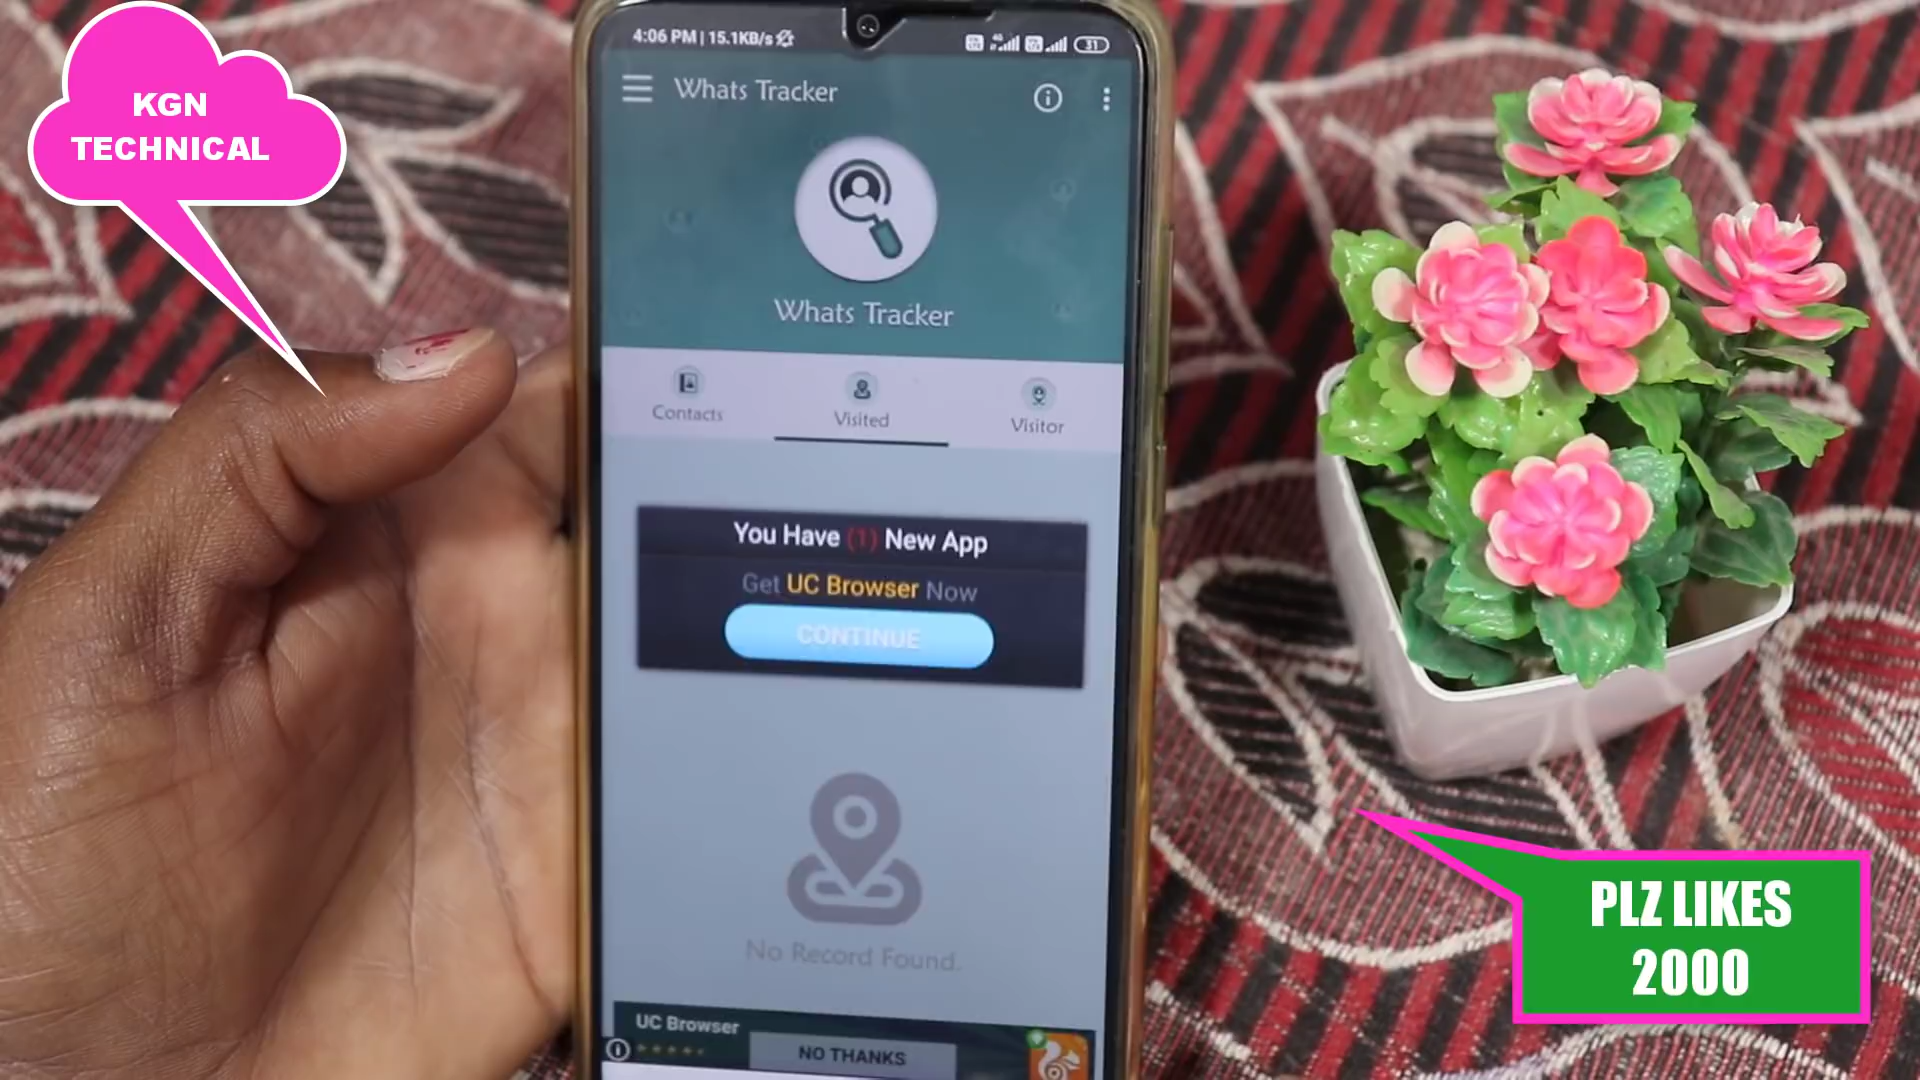 KGN
TECHNICAL
4:06 PM | 15.1KB/s
31
Whats Tracker
Whats Tracker
Contacts
Visited
Visitor
You Have (1) New App
Get UC Browser Now
CONTINUE
No Record Found.
UC Browser
NO THANKS
PLZ LIKES
2000